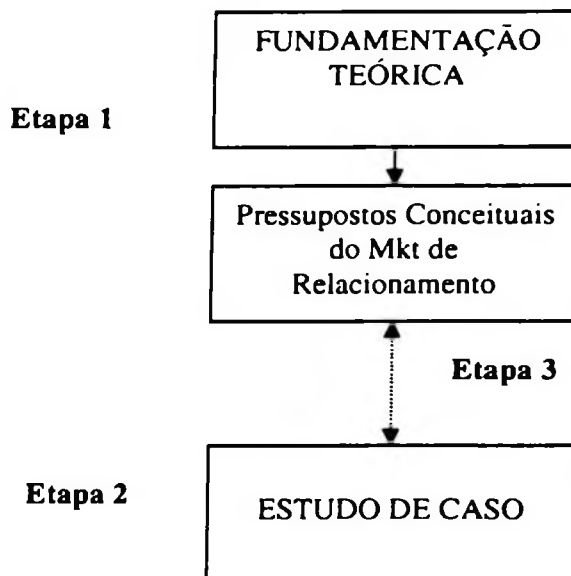 FUNDAMENTAÇÃO
TEÓRICA
Etapa 1
Pressupostos Conceituais
do Mkt de
Relacionamento
Etapa 3
Etapa 2
ESTUDO DE CASO